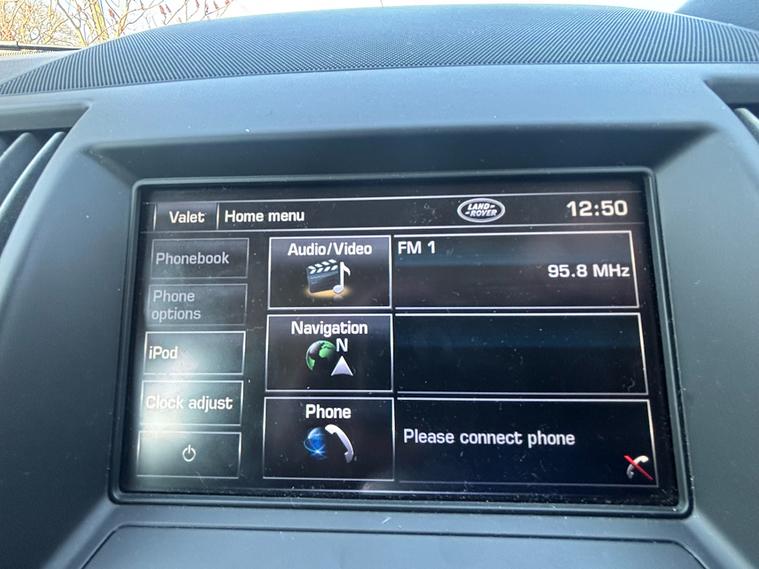 Valet
Home menu
LAND-
-ROVER
12:50
Phonebook
Phone
options
iPod
Clock adjust
Audio/Video
FM 1
95.8 MHz
Navigation
N
Phone
Please connect phone